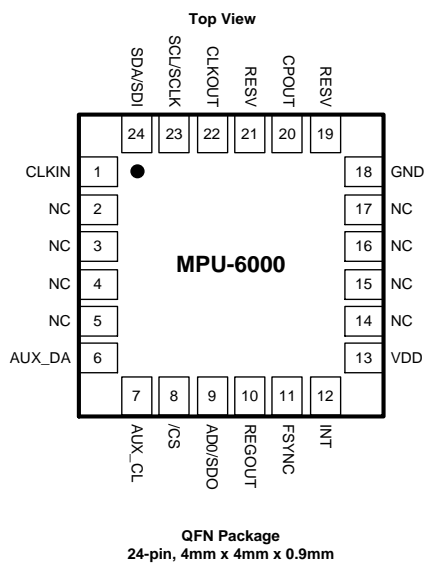 Top View
SDA/SDI
SCL/SCLK
CLKOUT
RESV
CPOUT
RESV
24 23 22 21 20 19
CLKIN 1 18 GND
NC 2 17 NC
NC 3 16 NC
NC 4 15 NC
NC 5 14 NC
AUX_DA 6 13 VDD
MPU-6000
7 8 9 10 11 12
AUX_CL
/CS
AD0/SDO
REGOUT
FSYNC
INT
QFN Package
24-pin, 4mm x 4mm x 0.9mm